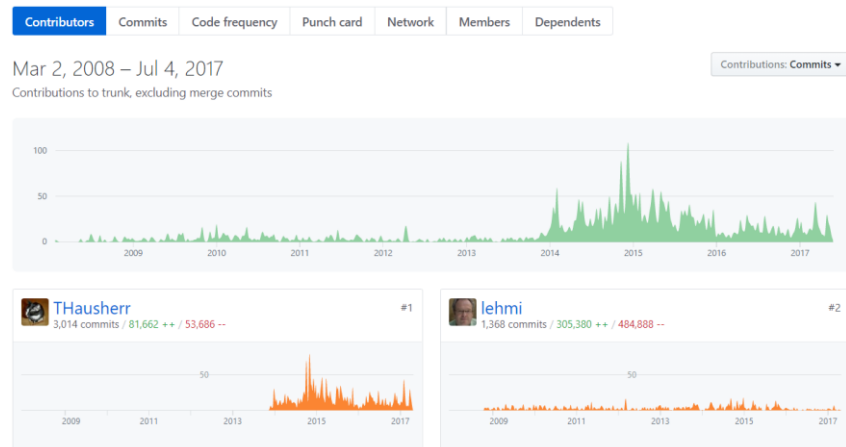 Contributors Commits Code frequency Punch card Network Members Dependents
Mar 2, 2008 – Jul 4, 2017
Contributions: Commits
Contributions to trunk, excluding merge commits
100
50
0
2009 2010 2011 2012 2013 2014 2015 2016 2017
THausherr #1
3,014 commits / 81,662 ++ / 53,686 --
50
2009 2011 2013 2015 2017
lehmi #2
1,368 commits / 305,380 ++ / 484,888 --
50
2009 2011 2013 2015 2017